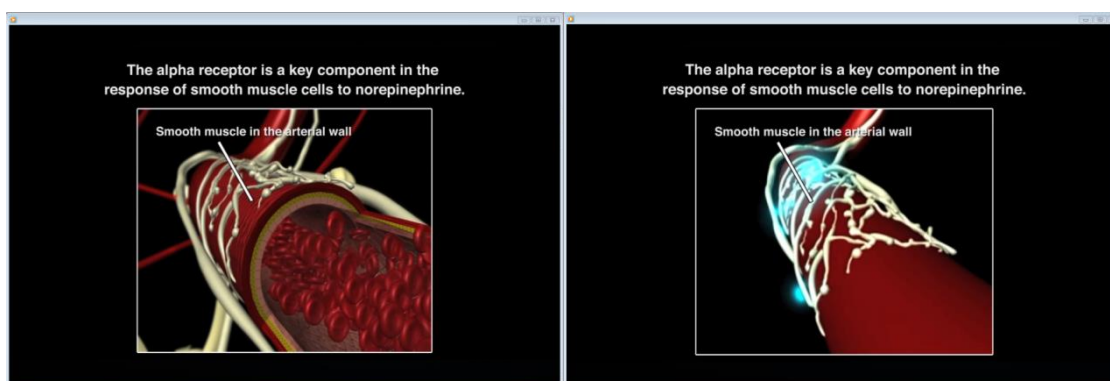 The alpha receptor is a key component in the
response of smooth muscle cells to norepinephrine.
Smooth muscle in the arterial wall
The alpha receptor is a key component in the
response of smooth muscle cells to norepinephrine.
Smooth muscle in the arterial wall